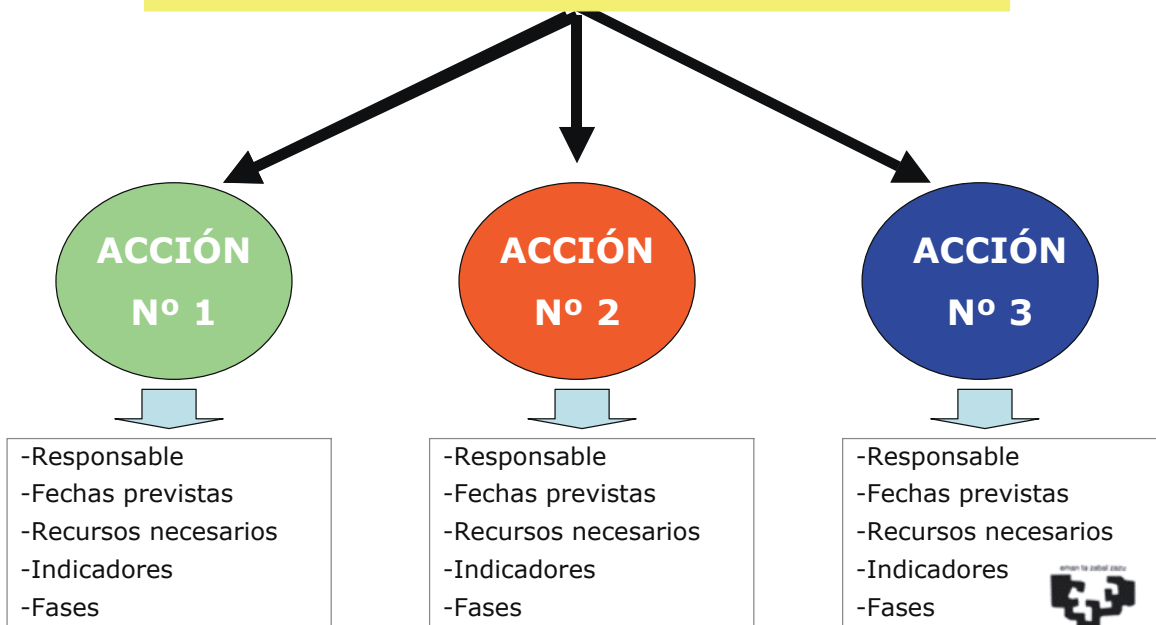 ACCIÓN
Nº 1
ACCIÓN
Nº 2
ACCIÓN
Nº 3
-Responsable
-Fechas previstas
-Recursos necesarios
-Indicadores
-Fases
-Responsable
-Fechas previstas
-Recursos necesarios
-Indicadores
-Fases
-Responsable
-Fechas previstas
-Recursos necesarios
-Indicadores
-Fases
eman ta zabal zazu